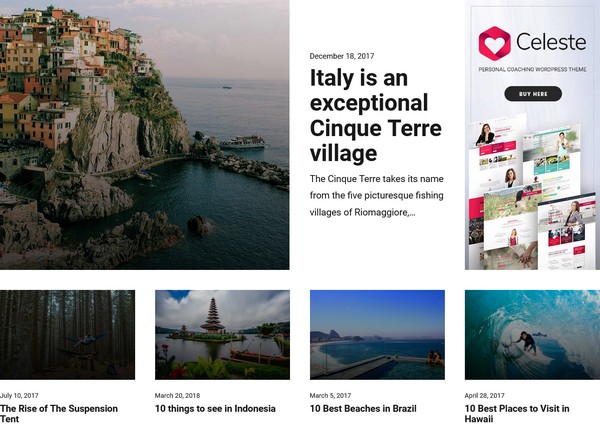 December 18, 2017
Italy is an
exceptional
Cinque Terre
village
The Cinque Terre takes its name
from the five picturesque fishing
villages of Riomaggiore,...
Celeste
PERSONAL COACHING WORDPRESS THEME
BUY HERE
July 10, 2017
The Rise of The Suspension
Tent
March 20, 2018
10 things to see in Indonesia
March 5, 2017
10 Best Beaches in Brazil
April 28, 2017
10 Best Places to Visit in
Hawaii